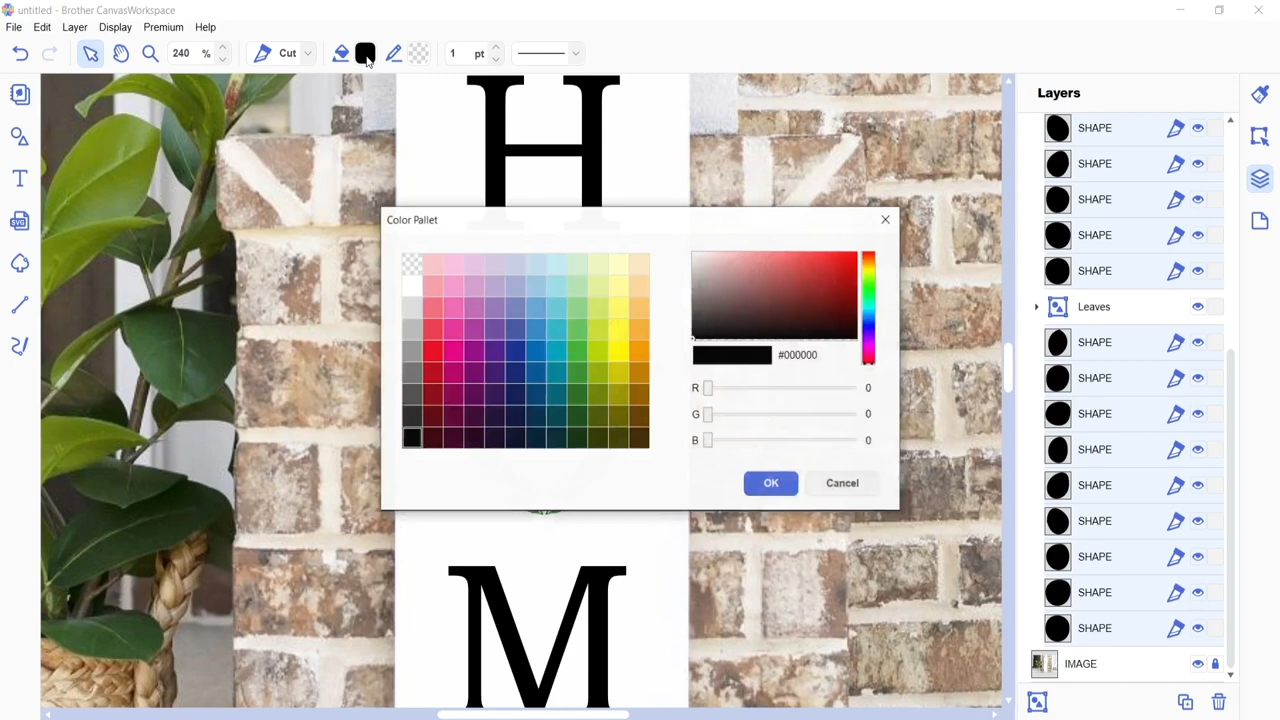 untitled - Brother CanvasWorkspace
File Edit Layer Display Premium Help
240 % Cut 1 pt
H
M
Color Pallet
#000000
R 0
G 0
B 0
OK Cancel
Layers
SHAPE
SHAPE
SHAPE
SHAPE
SHAPE
Leaves
SHAPE
SHAPE
SHAPE
SHAPE
SHAPE
SHAPE
SHAPE
SHAPE
SHAPE
IMAGE